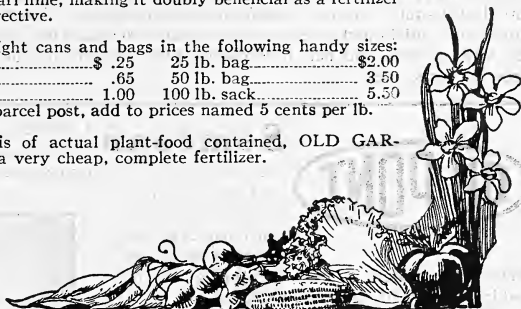 lime, making it doubly beneficial as a fertilizer
rective.
ght cans and bags in the following handy sizes:
$ .25 25 lb. bag $2.00
.65 50 lb. bag 3 50
1.00 100 lb. sack 5.50
parcel post, add to prices named 5 cents per lb.
is of actual plant-food contained, OLD GAR-
a very cheap, complete fertilizer.